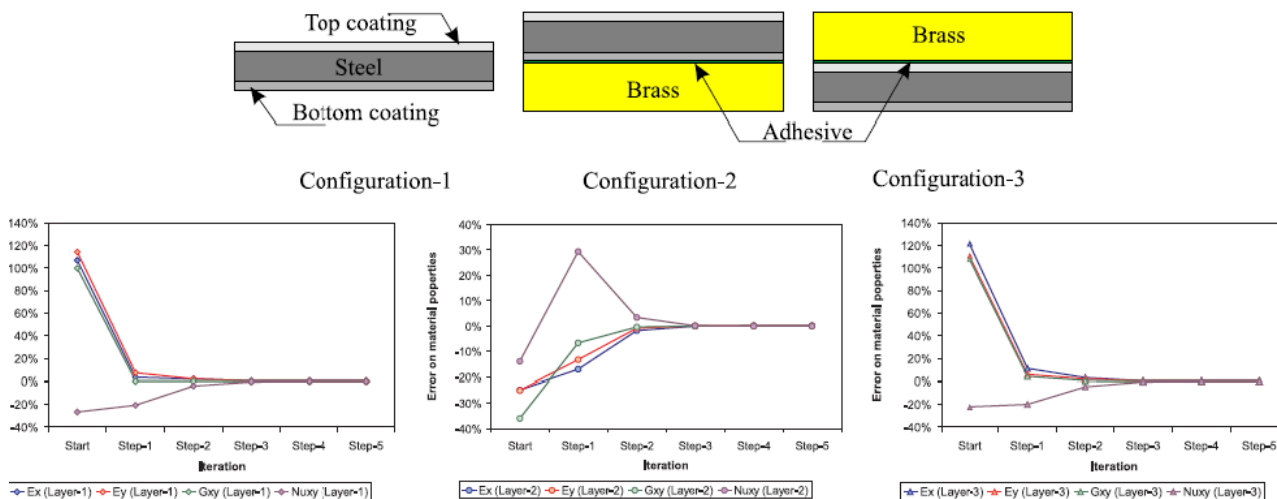 Top coating
Steel
Bottom coating
Brass
Brass
Adhesive
Configuration-1
Configuration-2
Configuration-3
140%
120%
100%
80%
60%
40%
20%
0%
-20%
-40%
Start Step-1 Step-2 Step-3 Step-4 Step-5
Iteration
Ex (Layer-1) Ey (Layer-1) Gxy (Layer-1) Nuxy (Layer-1)
Error on material poperties
40%
30%
20%
10%
0%
-10%
-20%
-30%
-40%
Start Step-1 Step-2 Step-3 Step-4 Step-5
Iteration
Ex (Layer-2) Ey (Layer-2) Gxy (Layer-2) Nuxy (Layer-2)
Error on material poperties
140%
120%
100%
80%
60%
40%
20%
0%
-20%
-40%
Start Step-1 Step-2 Step-3 Step-4 Step-5
Iteration
Ex (Layer-3) Ey (Layer-3) Gxy (Layer-3) Nuxy (Layer-3)